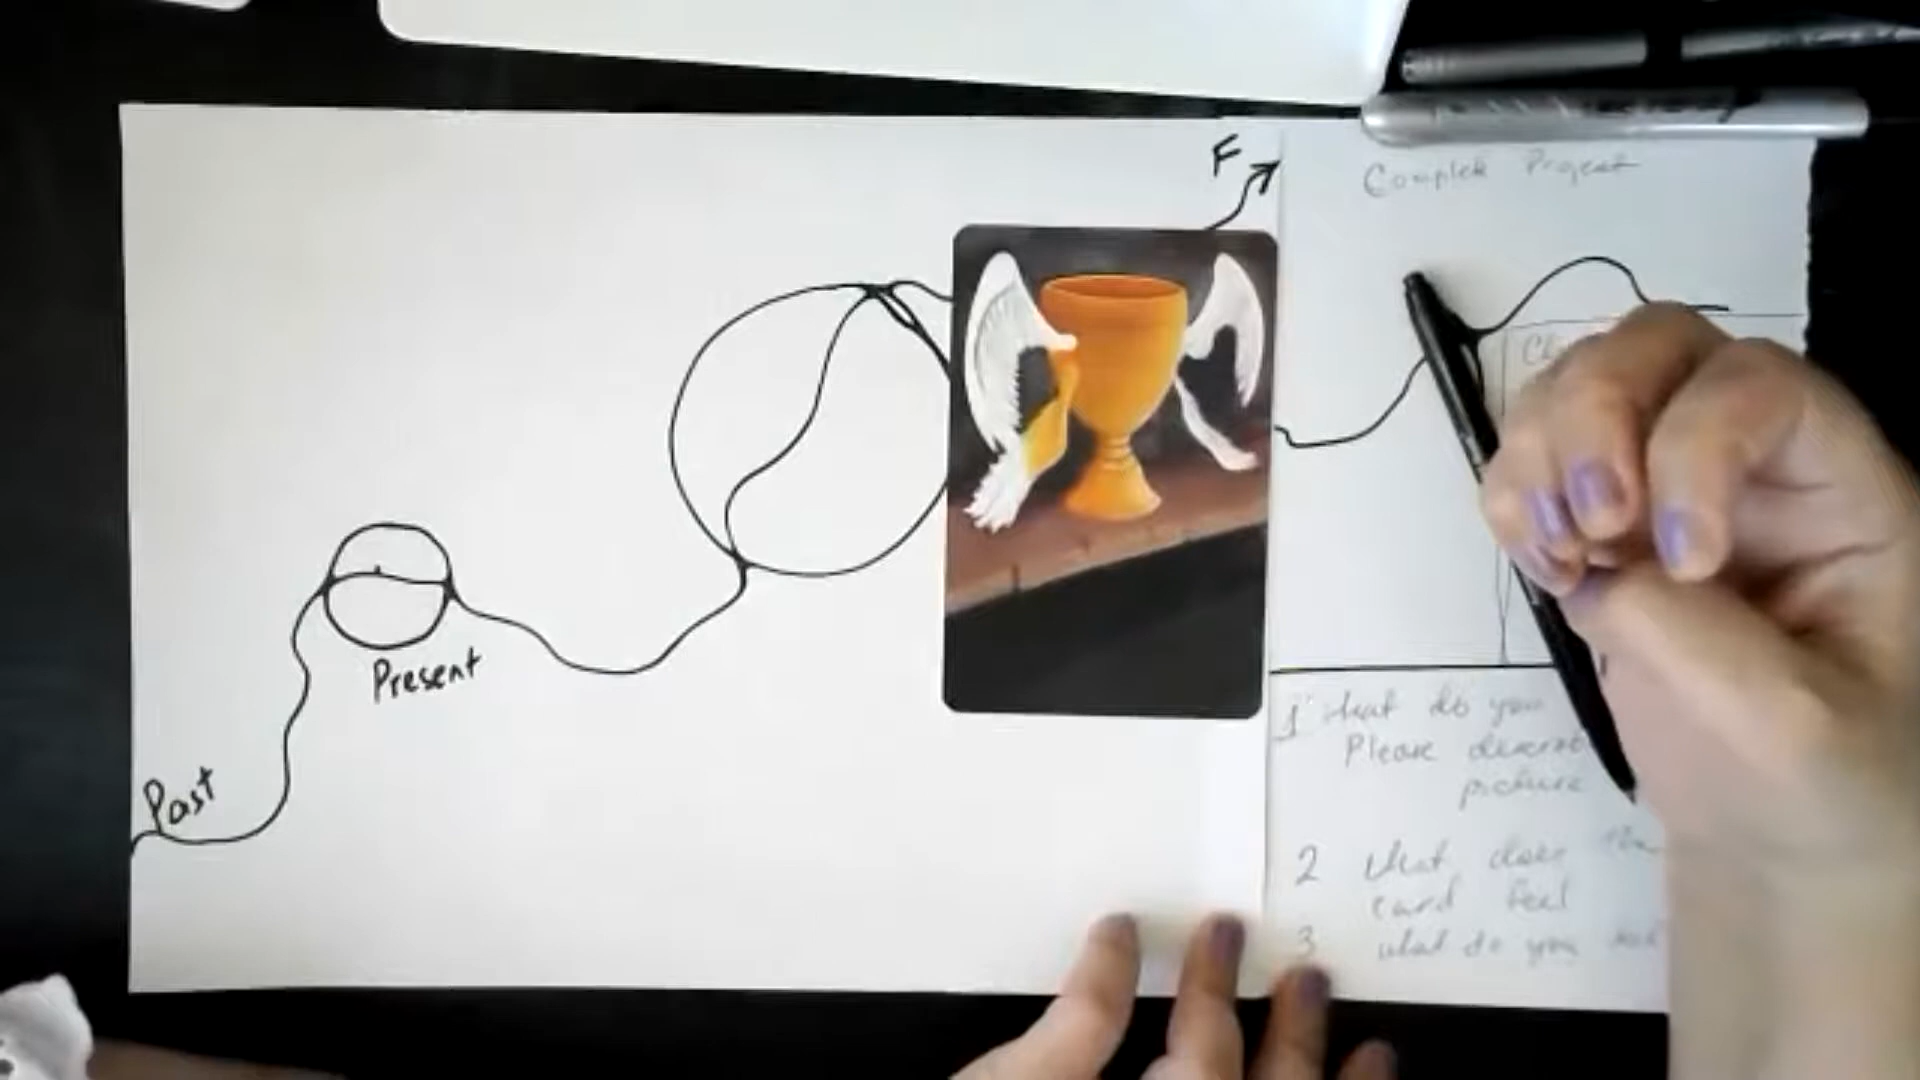 F
Complete Project
Present
Past
1 what do you
Please
picture
2 what does the
card feel
3 what do you